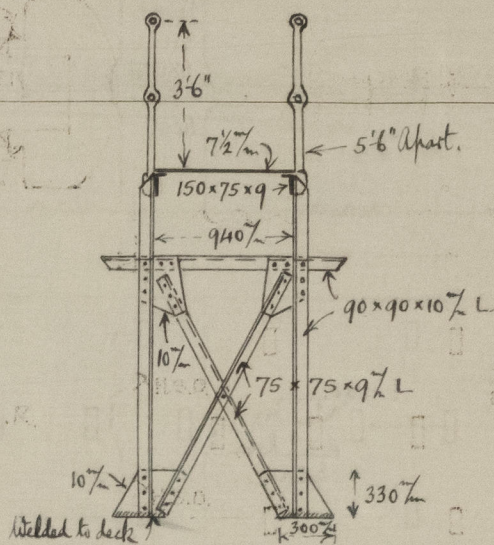 3'6"
7½ m/m
5'6" Apart.
150 × 75 × 9
940 m/m
90 × 90 × 10 m/m L
10 m/m
75 × 75 × 9 m/m L
10 m/m
330 m/m
Welded to deck
300 m/m